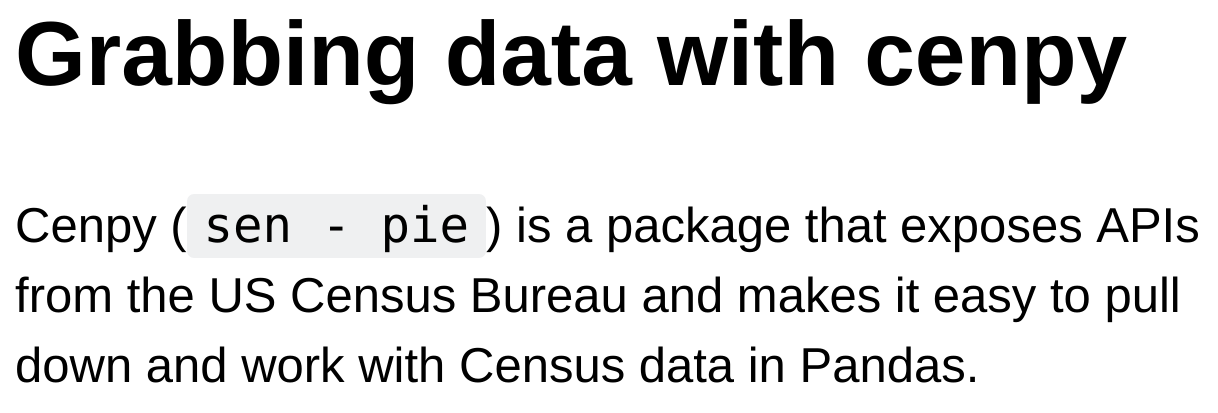 Grabbing data with cenpy
Cenpy ( sen - pie ) is a package that exposes APIs
from the US Census Bureau and makes it easy to pull
down and work with Census data in Pandas.